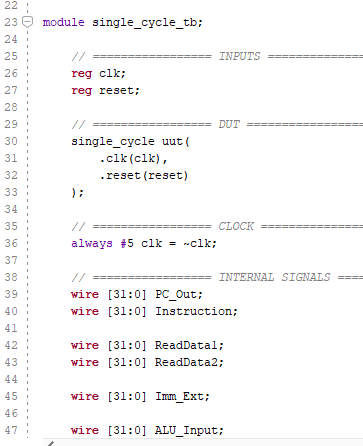 22
23 module single_cycle_tb;
24
25 // ================== INPUTS ===============
26 reg clk;
27 reg reset;
28
29 // ================== DUT ==================
30 single_cycle uut(
31 .clk(clk),
32 .reset(reset)
33 );
34
35 // ================== CLOCK ================
36 always #5 clk = ~clk;
37
38 // ================== INTERNAL SIGNALS ====
39 wire [31:0] PC_Out;
40 wire [31:0] Instruction;
41
42 wire [31:0] ReadData1;
43 wire [31:0] ReadData2;
44
45 wire [31:0] Imm_Ext;
46
47 wire [31:0] ALU_Input;